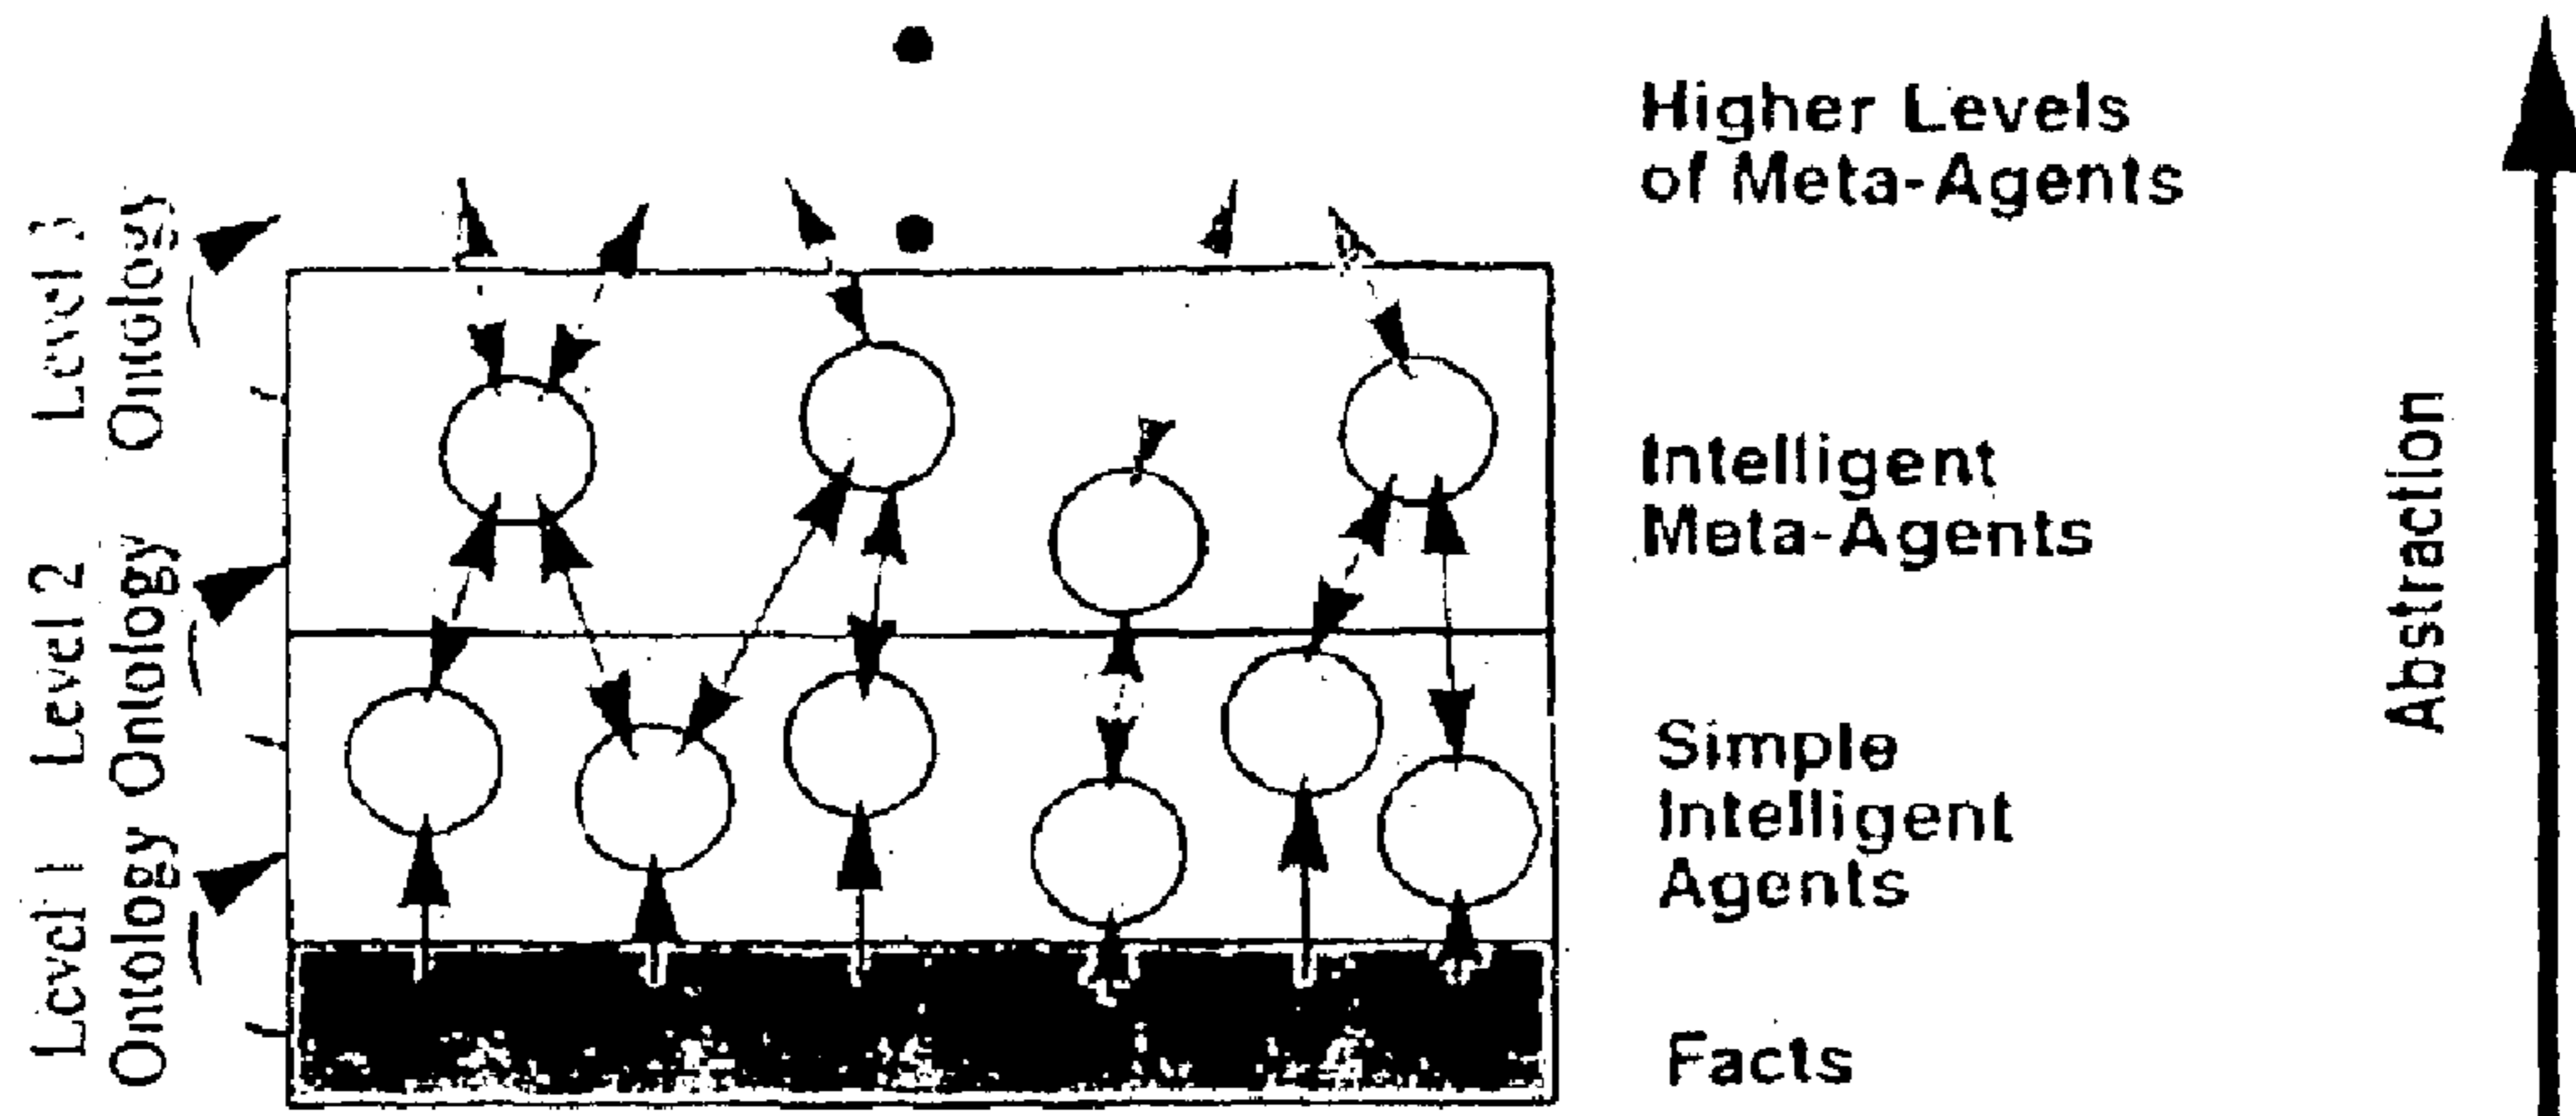 Higher Levels
of Meta-Agents
Intelligent
Meta-Agents
Simple
Intelligent
Agents
Facts
Abstraction
Level 3
Ontology
Level 2
Ontology
Level 1
Ontology